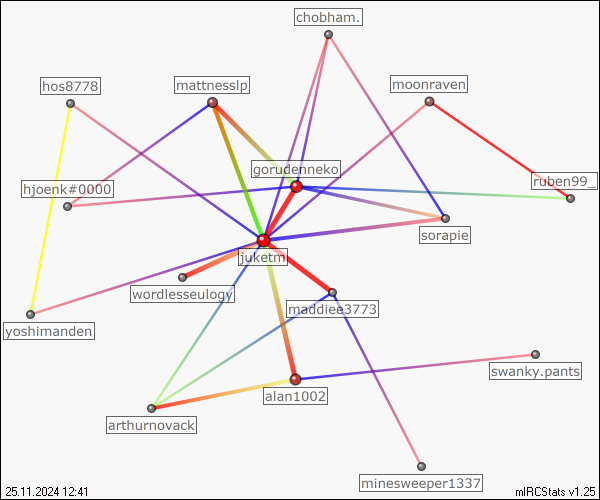 chobham.
hos8778
mattnesslp
moonraven
gorudenneko
hjoenk#0000
ruben99_
sorapie
juketm
wordlesseulogy
maddiee3773
yoshimanden
swanky.pants
alan1002
arthurnovack
minesweeper1337
25.11.2024 12:41
mIRCStats v1.25